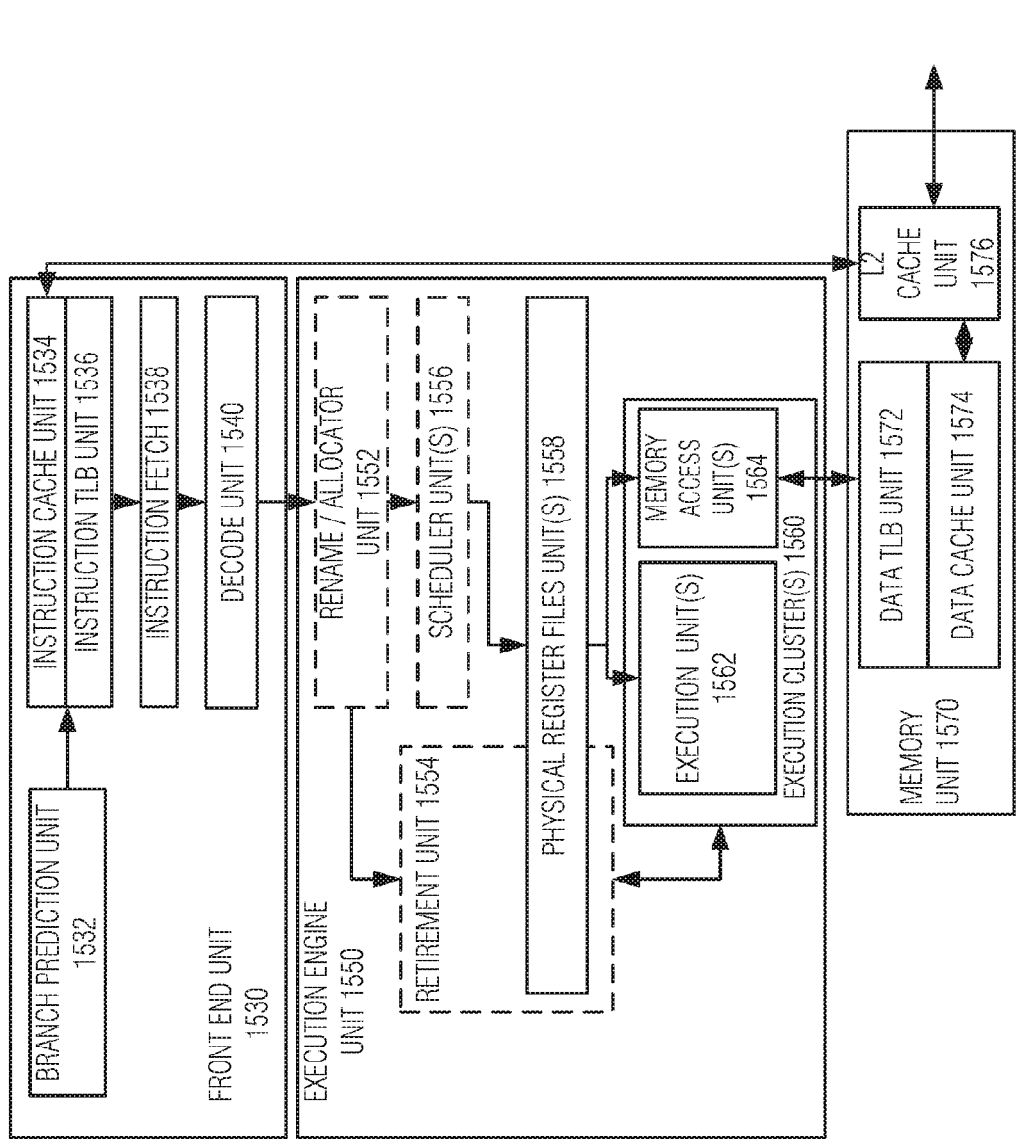 BRANCH PREDICTION UNIT
1532
INSTRUCTION CACHE UNIT 1534
INSTRUCTION TLB UNIT 1536
INSTRUCTION FETCH 1538
DECODE UNIT 1540
FRONT END UNIT
1530
EXECUTION ENGINE
UNIT 1550
RENAME / ALLOCATOR
UNIT 1552
SCHEDULER UNIT(S) 1556
RETIREMENT UNIT 1554
PHYSICAL REGISTER FILES UNIT(S) 1558
EXECUTION UNIT(S)
1562
MEMORY
ACCESS
UNIT(S)
1564
EXECUTION CLUSTER(S) 1560
MEMORY
UNIT 1570
DATA TLB UNIT 1572
DATA CACHE UNIT 1574
L2
CACHE
UNIT
1576